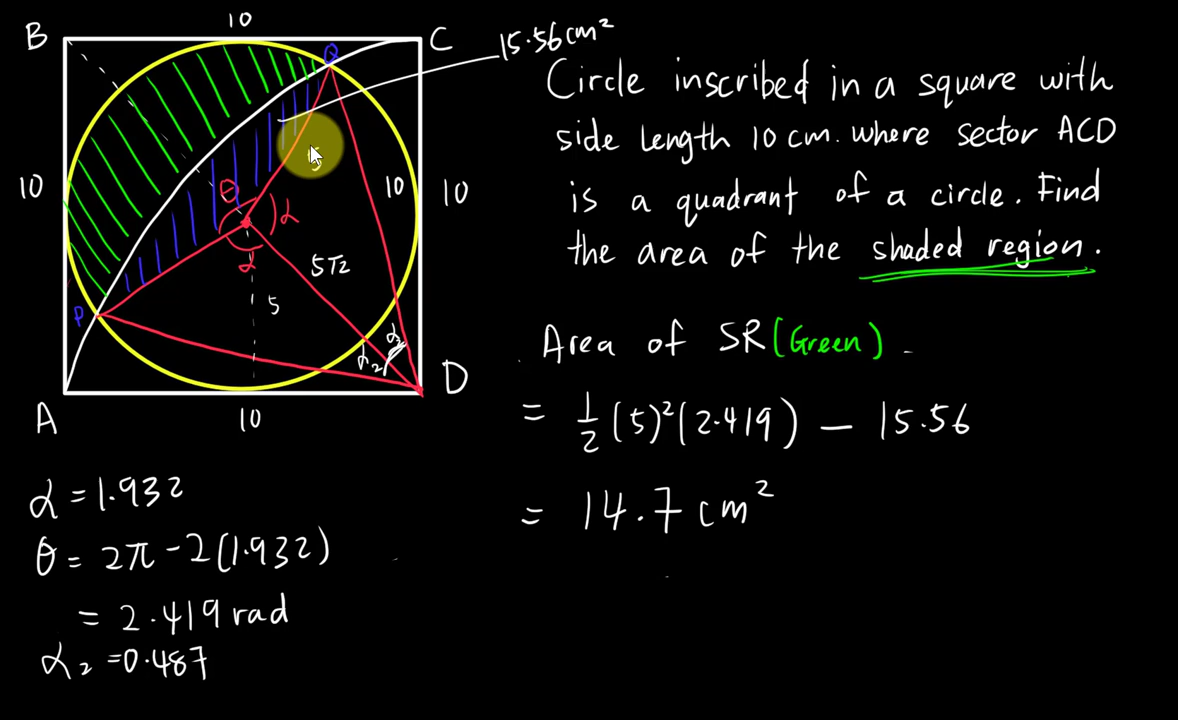 10
B
C
Q
15.56cm²
θ
5
10
10
10
α
α
5√2
P
5
α₂
α₂
D
A
10
Circle inscribed in a square with
side length 10 cm. where sector ACD
is a quadrant of a circle. Find
the area of the shaded region.
Area of SR (Green)
= 1/2 (5)² (2.419) - 15.56
= 14.7 cm²
α = 1.932
θ = 2π - 2(1.932)
= 2.419 rad
α₂ = 0.487